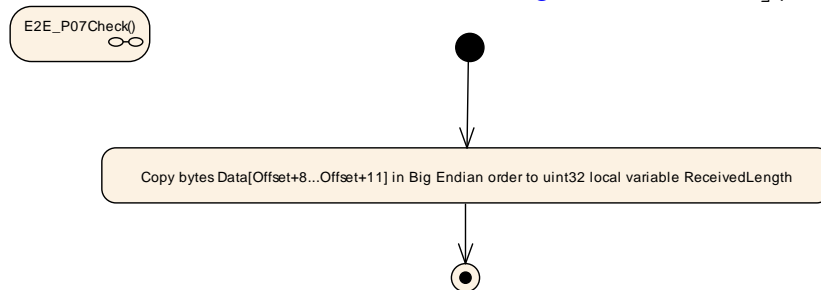 E2E_P07Check()
Copy bytes Data[Offset+8...Offset+11] in Big Endian order to uint32 local variable ReceivedLength